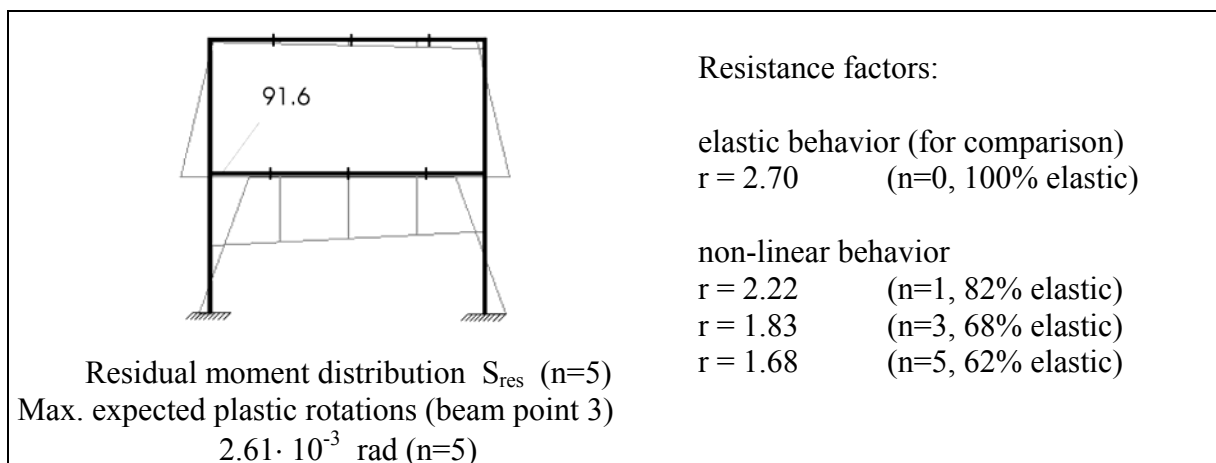 91.6
Residual moment distribution Sres (n=5)
Max. expected plastic rotations (beam point 3)
2.61· 10-3 rad (n=5)
Resistance factors:
elastic behavior (for comparison)
r = 2.70 (n=0, 100% elastic)
non-linear behavior
r = 2.22 (n=1, 82% elastic)
r = 1.83 (n=3, 68% elastic)
r = 1.68 (n=5, 62% elastic)